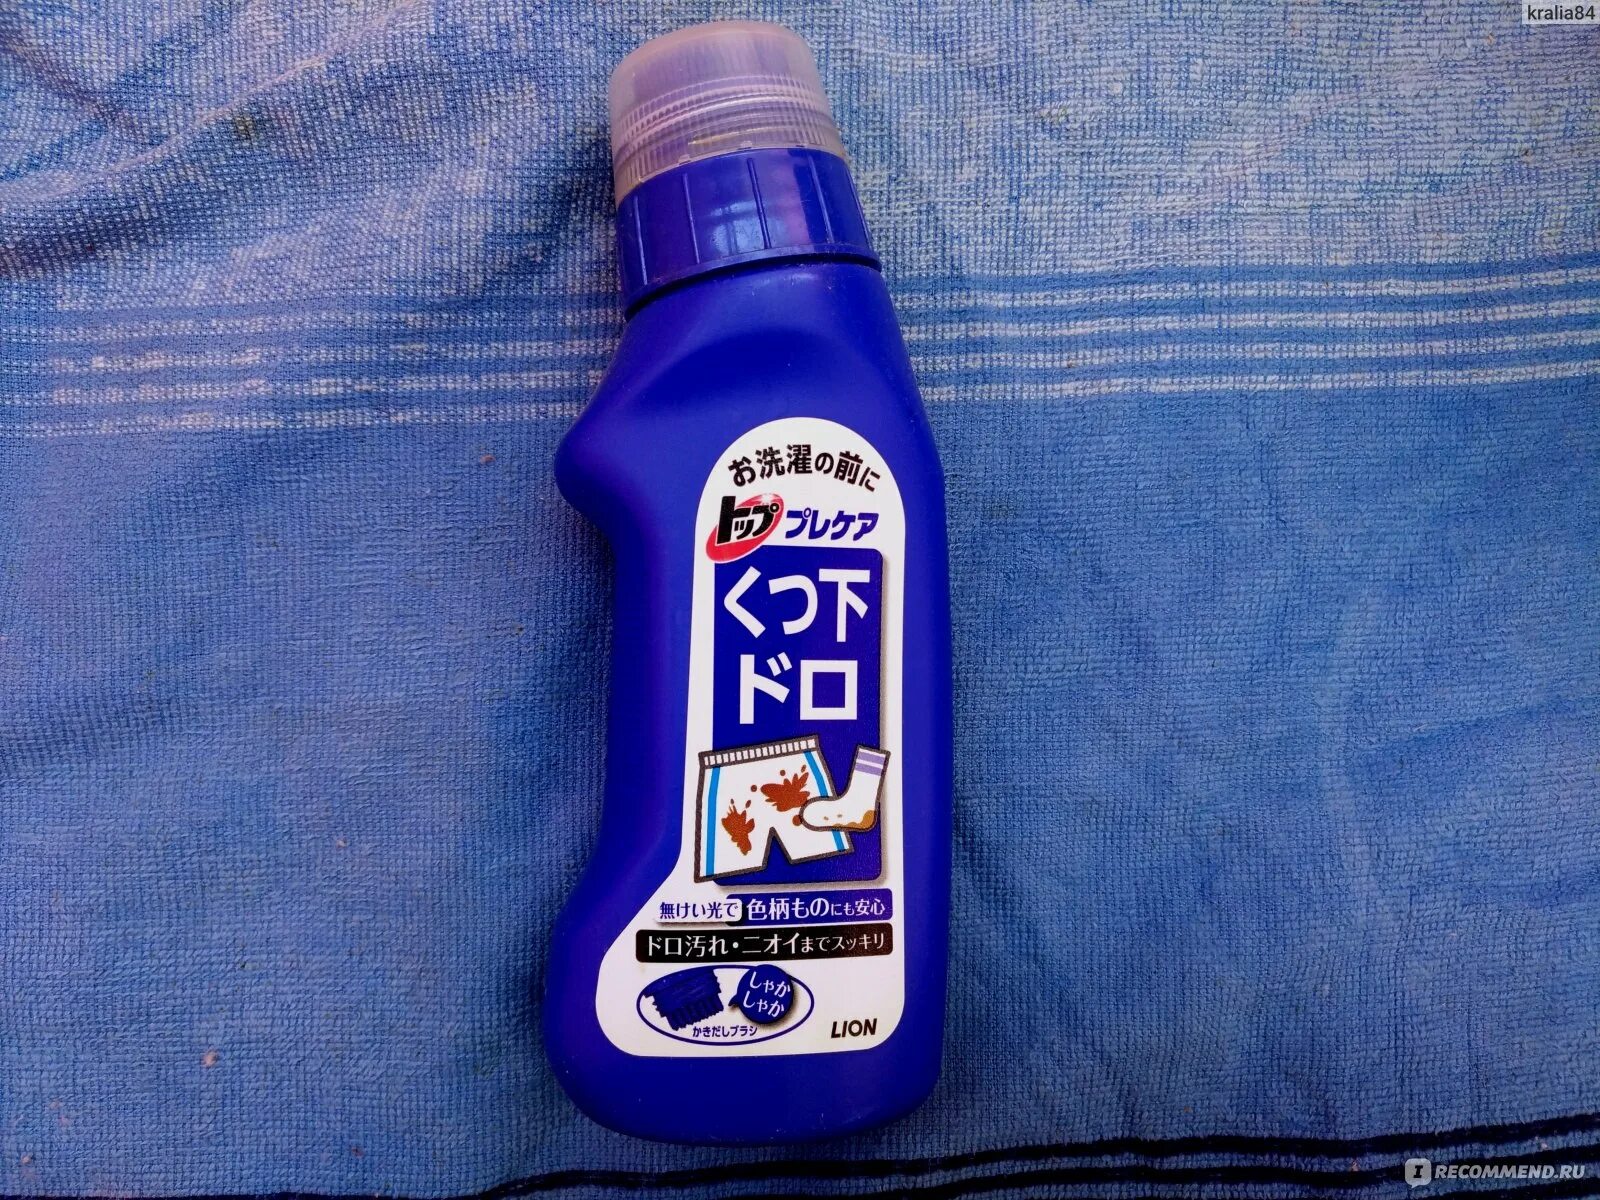 kralia84
お洗濯の前に
トップ プレケア
くつ下
ドロ
無けい光で 色柄ものにも安心
ドロ汚れ・ニオイまでスッキリ
しゃか
しゃか
かきだしブラシ
LION
RECOMMEND.RU